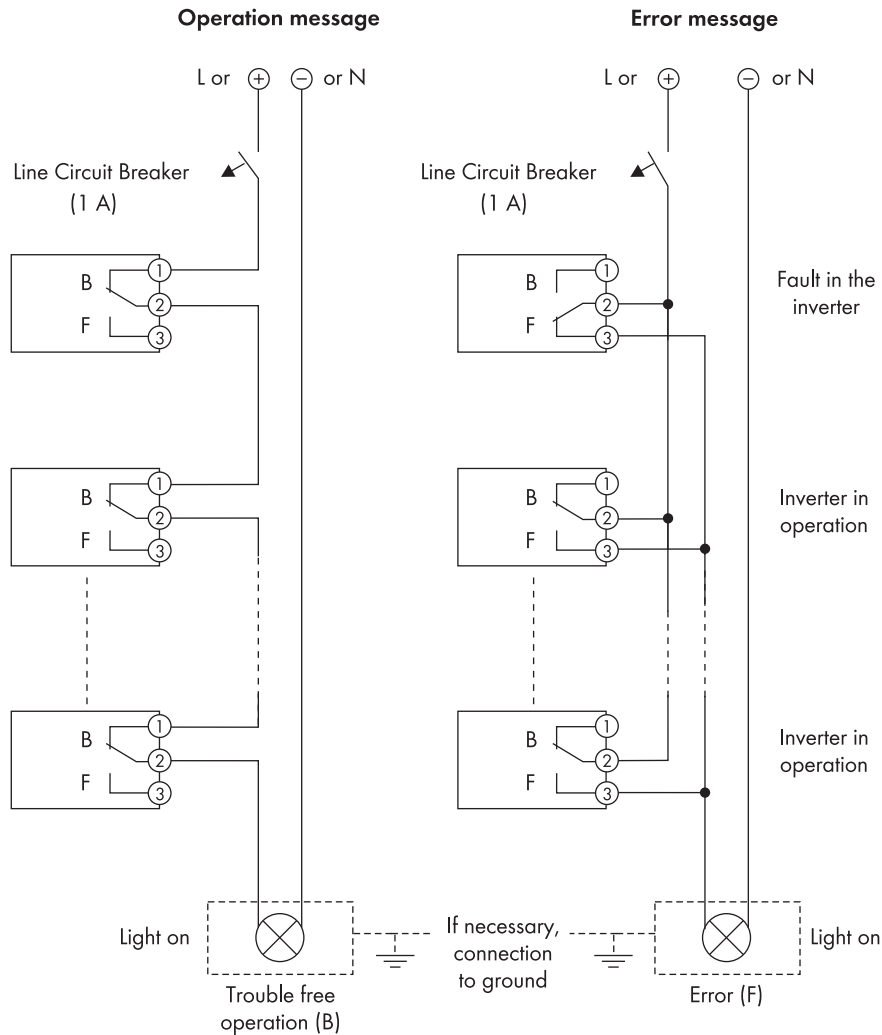 Operation message
Error message
L or + − or N
L or + − or N
Line Circuit Breaker
(1 A)
Line Circuit Breaker
(1 A)
B
F
1
2
3
B
F
1
2
3
Fault in the
inverter
B
F
1
2
3
B
F
1
2
3
Inverter in
operation
B
F
1
2
3
B
F
1
2
3
Inverter in
operation
Light on
If necessary,
connection
to ground
Light on
Trouble free
operation (B)
Error (F)